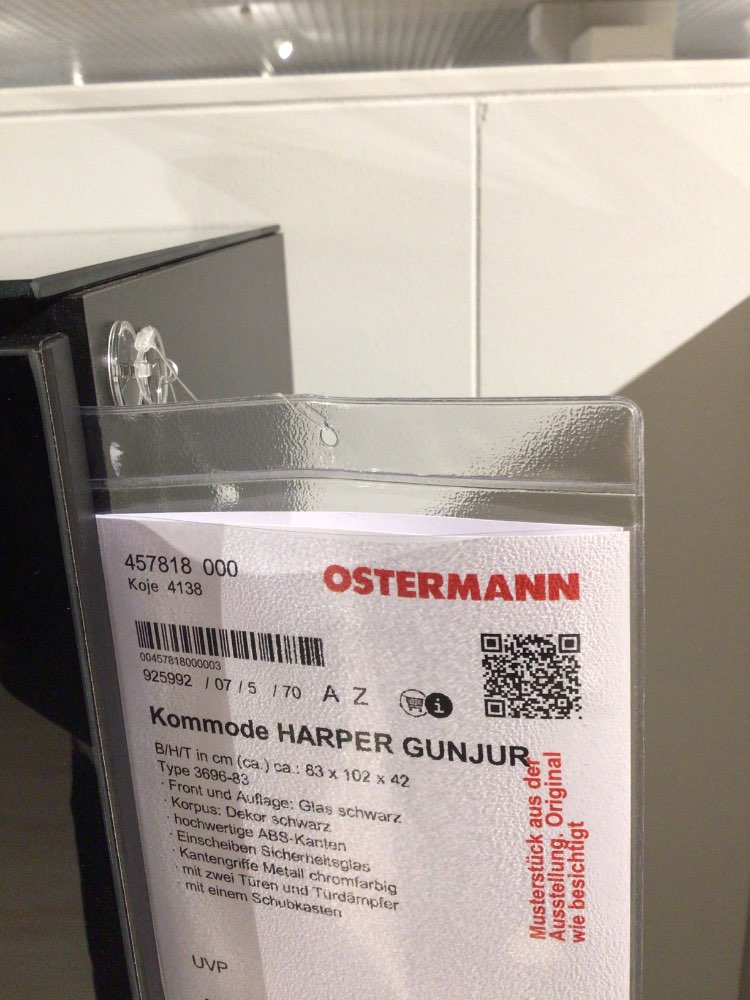 457818 000
Koje 4138
OSTERMANN
00457818000003
925992 / 07 / 5 / 70 A Z
i
Kommode HARPER GUNJUR
B/H/T in cm (ca.) ca.: 83 x 102 x 42
Type 3696-83
· Front und Auflage: Glas schwarz
· Korpus: Dekor schwarz
· hochwertige ABS-Kanten
· Einscheiben Sicherheitsglas
· Kantengriffe Metall chromfarbig
· mit zwei Türen und Türdämpfer
· mit einem Schubkasten
Musterstück aus der
Ausstellung. Original
wie besichtigt
UVP